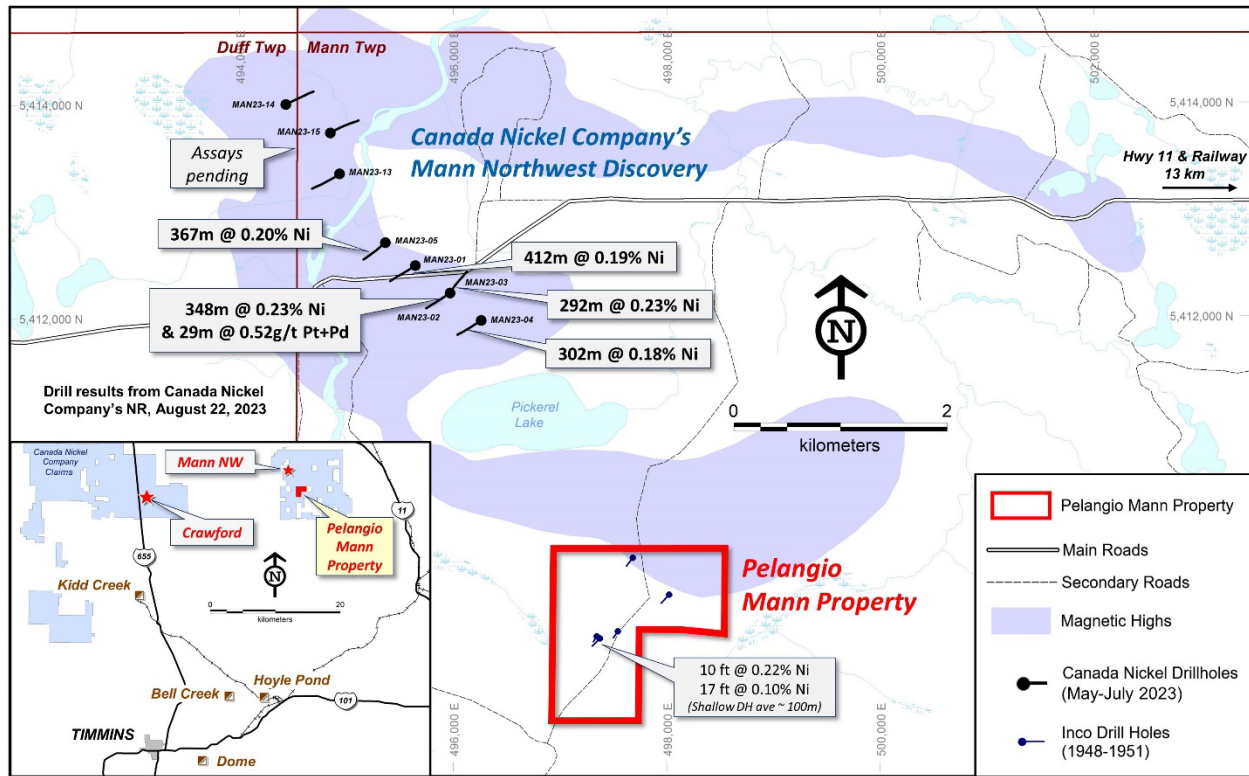 Duff Twp
Mann Twp
494,000 E
496,000 E
498,000 E
500,000 E
502,000 E
5,414,000 N
5,414,000 N
MAN23-14
MAN23-15
MAN23-13
Assays
pending
Canada Nickel Company's
Mann Northwest Discovery
Hwy 11 & Railway
13 km
367m @ 0.20% Ni
MAN23-05
MAN23-01
412m @ 0.19% Ni
MAN23-03
348m @ 0.23% Ni
& 29m @ 0.52g/t Pt+Pd
MAN23-02
292m @ 0.23% Ni
MAN23-04
302m @ 0.18% Ni
5,412,000 N
5,412,000 N
N
Drill results from Canada Nickel
Company's NR, August 22, 2023
Pickerel
Lake
0
2
kilometers
Pelangio
Mann Property
10 ft @ 0.22% Ni
17 ft @ 0.10% Ni
(Shallow DH ave ~ 100m)
496,000 E
498,000 E
500,000 E
Canada Nickel
Company
Claims
Mann NW
Crawford
Pelangio
Mann
Property
11
655
N
0
20
kilometers
Kidd Creek
Bell Creek
Hoyle Pond
101
TIMMINS
Dome
Pelangio Mann Property
Main Roads
Secondary Roads
Magnetic Highs
Canada Nickel Drillholes
(May-July 2023)
Inco Drill Holes
(1948-1951)